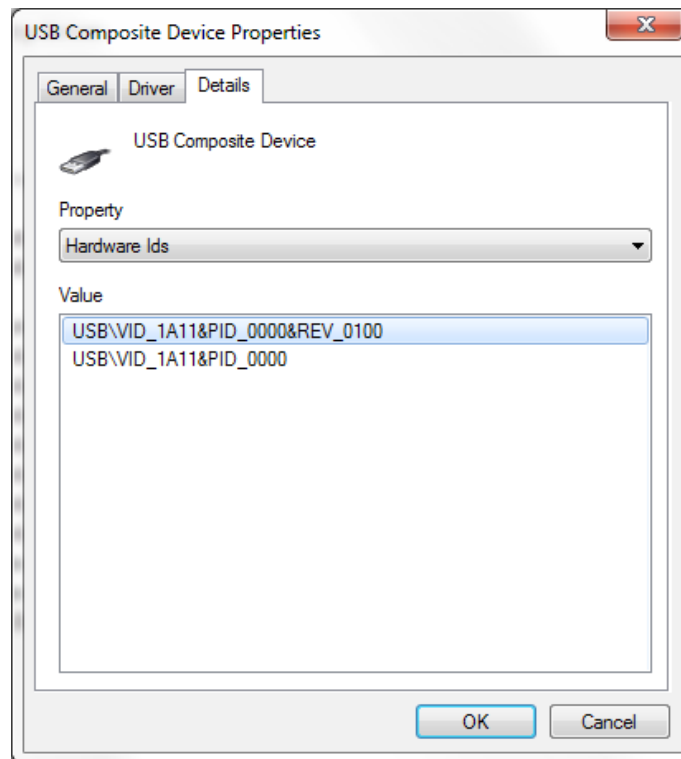 USB Composite Device Properties
General Driver Details
USB Composite Device
Property
Hardware Ids
Value
USB\VID_1A11&PID_0000&REV_0100
USB\VID_1A11&PID_0000
OK Cancel